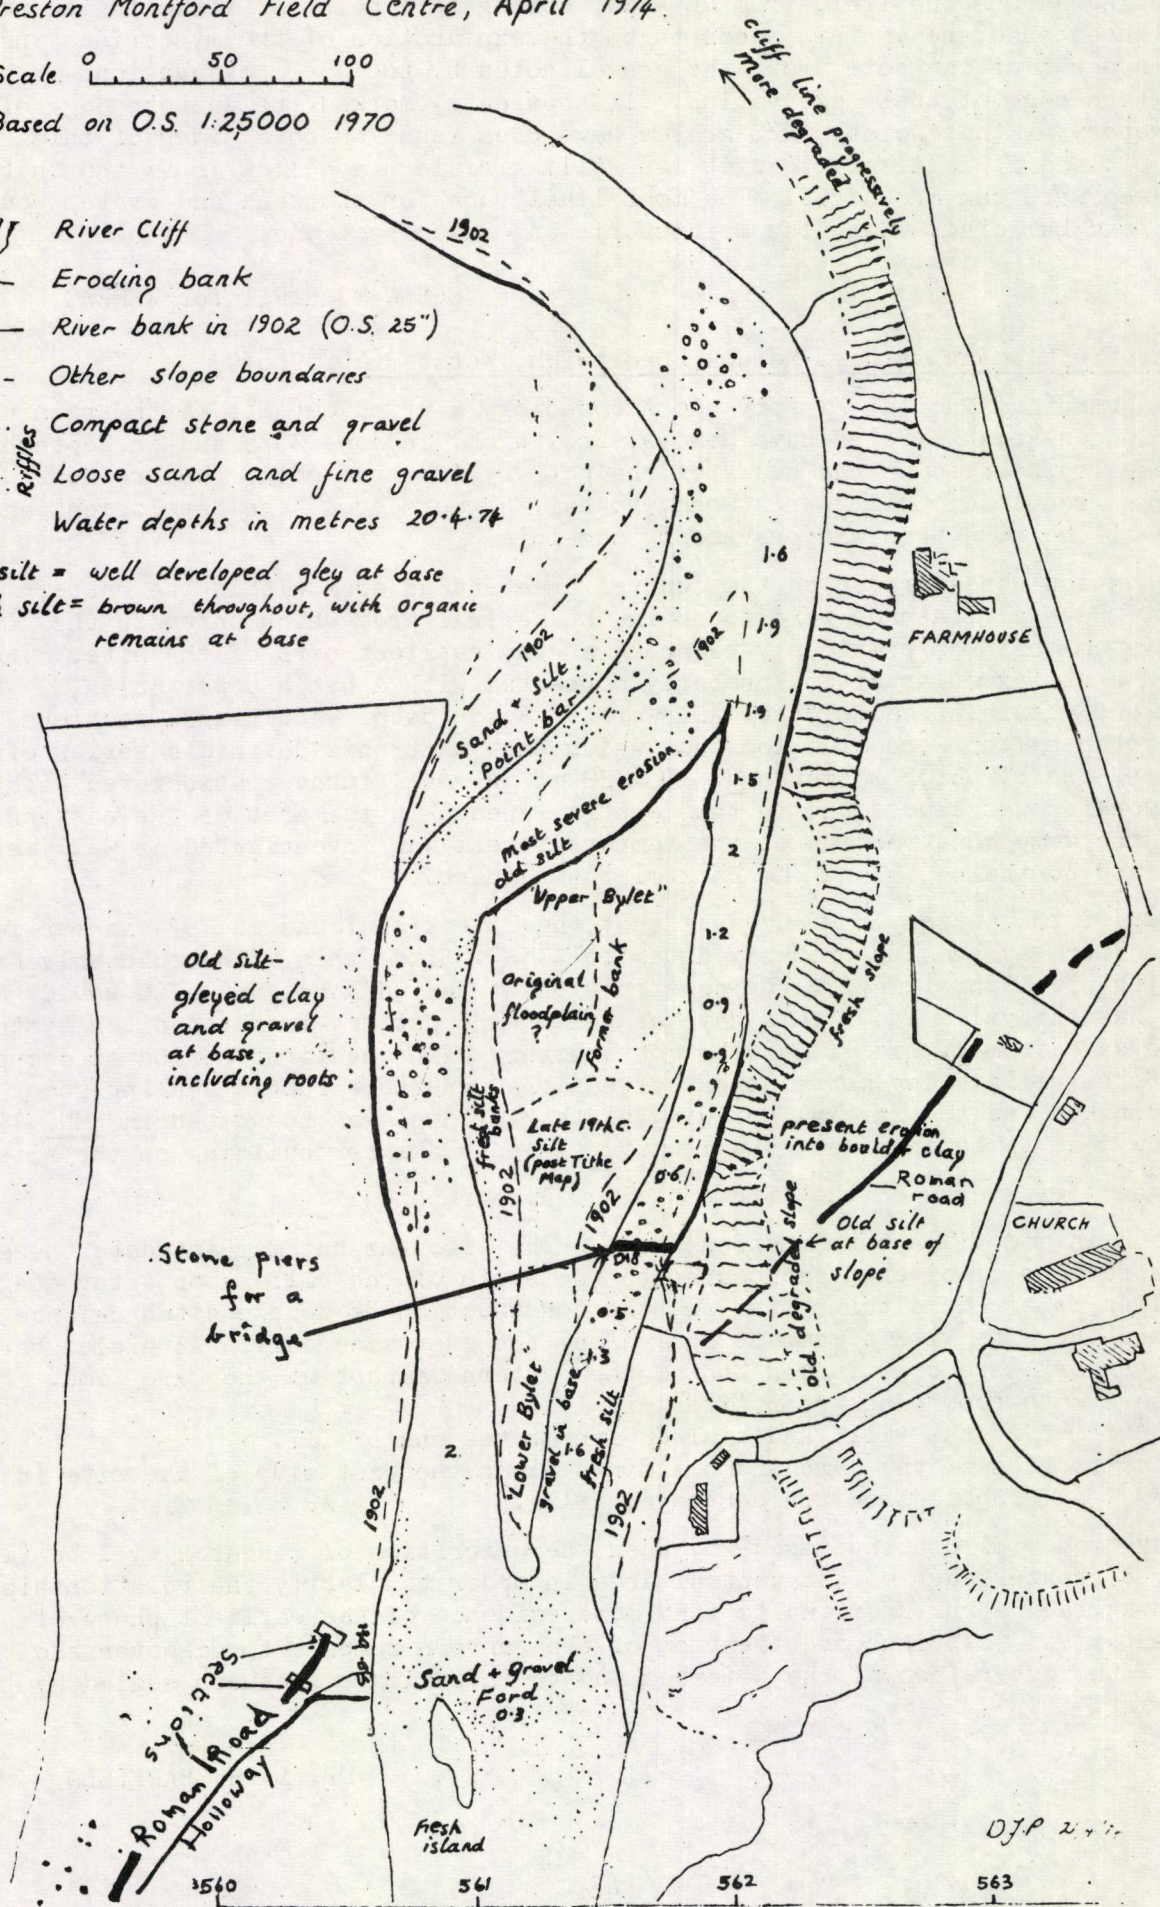 Preston Montford Field Centre, April 1974.
Scale 0 50 100
Based on O.S. 1:25000 1970
River Cliff
Eroding bank
River bank in 1902 (O.S. 25")
Other slope boundaries
Riffles
Compact stone and gravel
Loose sand and fine gravel
Water depths in metres 20·4·74
silt = well developed gley at base
silt = brown throughout, with organic
remains at base
cliff line progressively
more degraded
1902
1·6
1902
1·9
1902
FARMHOUSE
Sand + silt
point bar
1·9
most severe erosion
old silt
1·5
2
"Upper Bylet"
1·2
Old silt-
gleyed clay
and gravel
at base,
including roots
Original
floodplain
?
former bank
0·9
fresh slope
0·9
fresh silt
banks
1902
Late 19th c.
Silt
(post Tithe
Map)
0·6
present erosion
into boulder clay
Roman
road
1902
Old silt
at base of
slope
old degraded slope
CHURCH
Stone piers
for a
bridge
0·5
1·3
"Lower Bylet"
gravel in base
1·6
fresh silt
2
1902
1902
Sections
Roman Road
Holloway
Sand + gravel
Ford
0·3
Fresh
island
D.J.P
³560
561
562
563